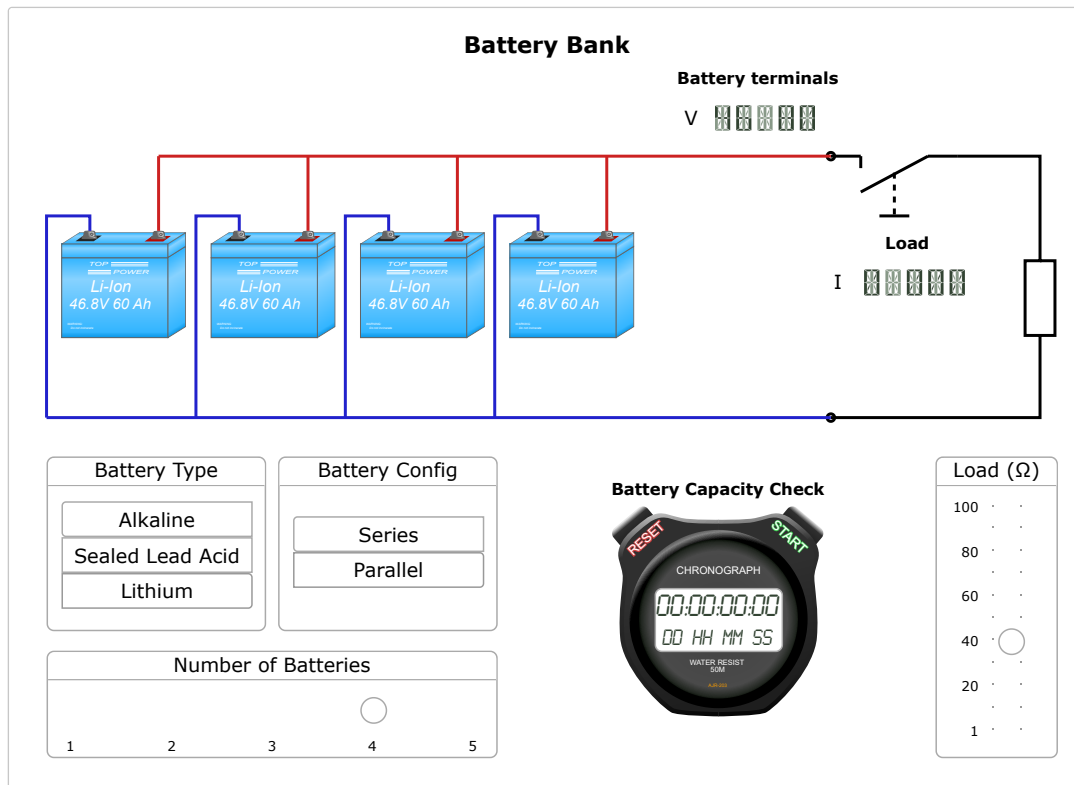 Battery Bank
Battery terminals
V
Load
I
TOP
POWER
Li-Ion
46.8V 60 Ah
TOP
POWER
Li-Ion
46.8V 60 Ah
TOP
POWER
Li-Ion
46.8V 60 Ah
TOP
POWER
Li-Ion
46.8V 60 Ah
Battery Type
Alkaline
Sealed Lead Acid
Lithium
Battery Config
Series
Parallel
Number of Batteries
1 2 3 4 5
Battery Capacity Check
RESET
START
CHRONOGRAPH
00:00:00:00
DD HH MM SS
WATER RESIST
50M
Load (Ω)
100
80
60
40
20
1